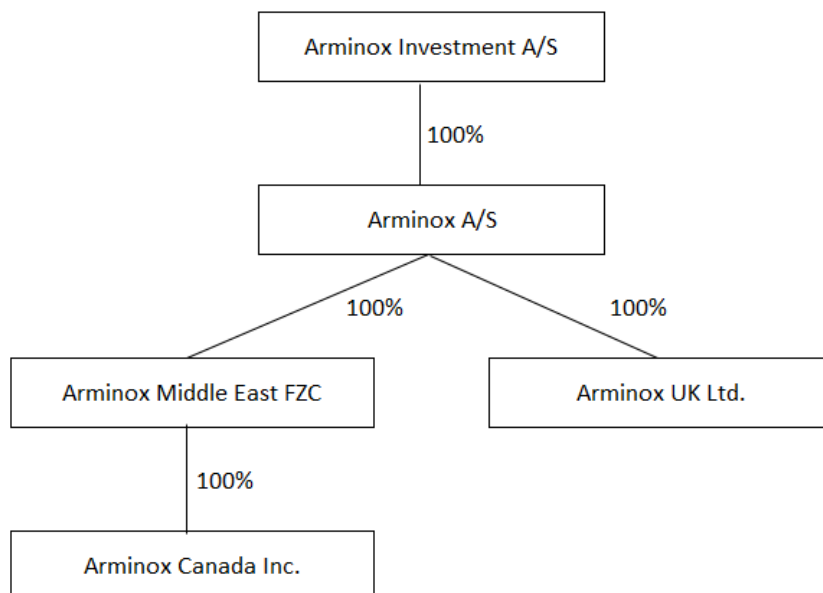 Arminox Investment A/S
100%
Arminox A/S
100%
100%
Arminox Middle East FZC
Arminox UK Ltd.
100%
Arminox Canada Inc.